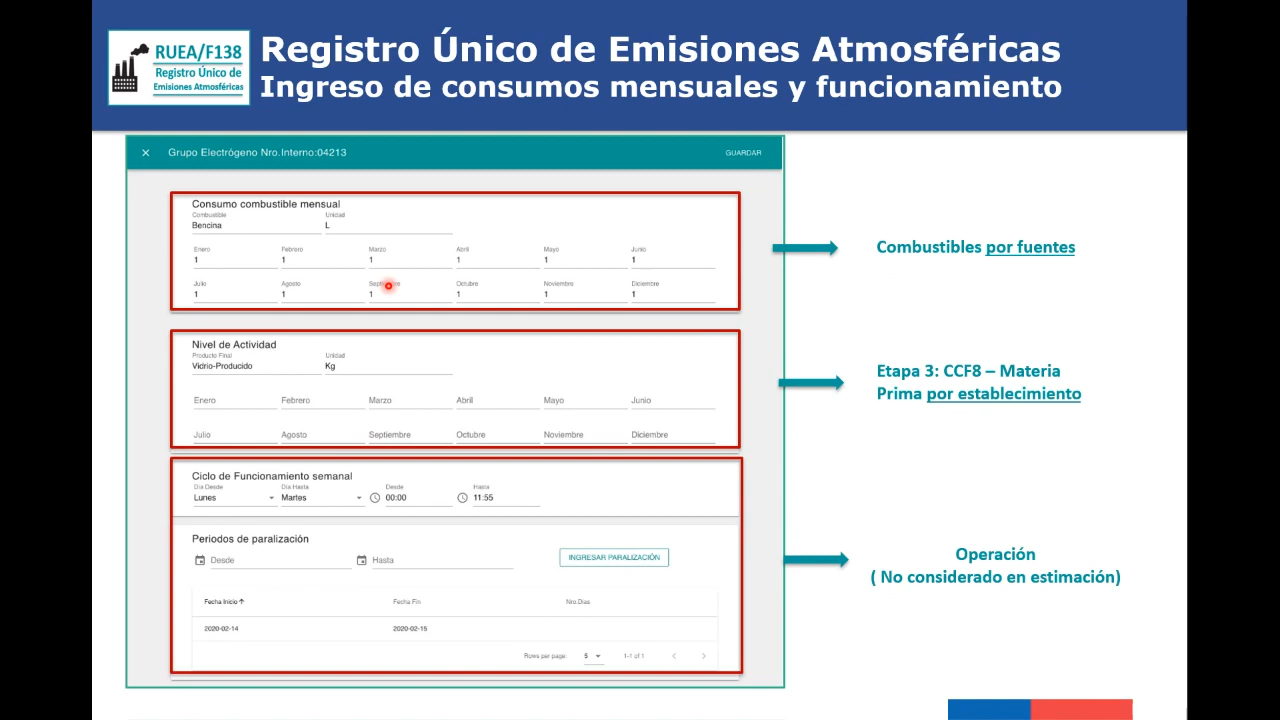 RUEA/F138
Registro Único de
Emisiones Atmosféricas
Registro Único de Emisiones Atmosféricas
Ingreso de consumos mensuales y funcionamiento
× Grupo Electrógeno Nro.Interno:04213 GUARDAR
Consumo combustible mensual
Combustible Unidad
Bencina L
Enero Febrero Marzo Abril Mayo Junio
1 1 1 1 1 1
Julio Agosto Septiembre Octubre Noviembre Diciembre
1 1 1 1 1 1
Combustibles por fuentes
Nivel de Actividad
Producto Final Unidad
Vidrio-Producido Kg
Enero Febrero Marzo Abril Mayo Junio
Julio Agosto Septiembre Octubre Noviembre Diciembre
Etapa 3: CCF8 – Materia
Prima por establecimiento
Ciclo de Funcionamiento semanal
Día Desde Día Hasta Desde Hasta
Lunes Martes 00:00 11:55
Periodos de paralización
Desde Hasta INGRESAR PARALIZACIÓN
Fecha Inicio ↑ Fecha Fin Nro.Dias
2020-02-14 2020-02-15
Rows per page: 5 1-1 of 1
Operación
( No considerado en estimación)